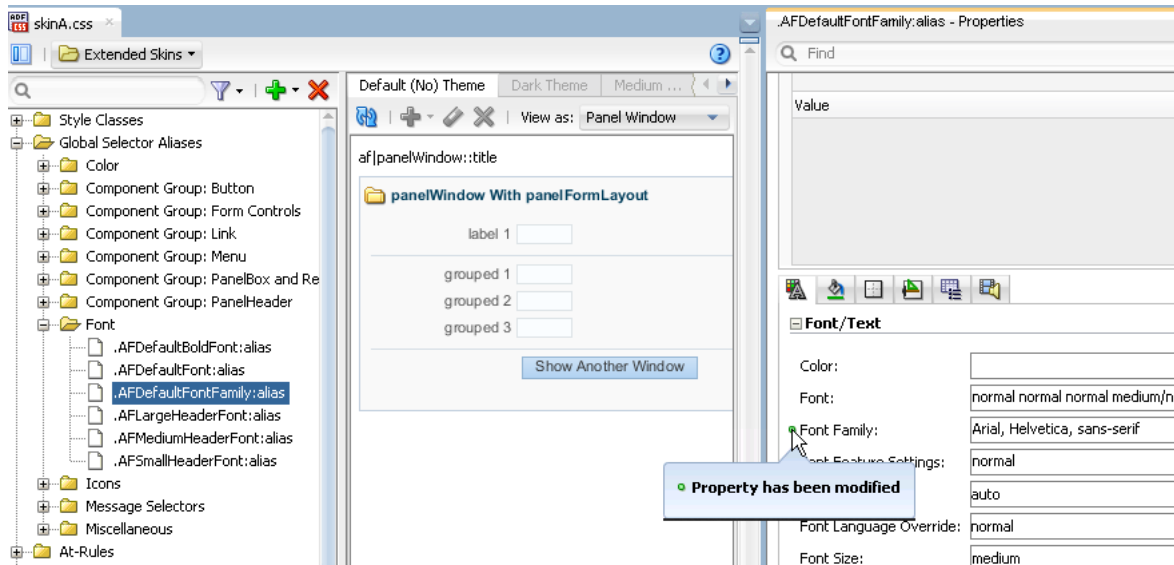 ADF CSS skinA.css
Extended Skins
Style Classes
Global Selector Aliases
Color
Component Group: Button
Component Group: Form Controls
Component Group: Link
Component Group: Menu
Component Group: PanelBox and Re
Component Group: PanelHeader
Font
.AFDefaultBoldFont:alias
.AFDefaultFont:alias
.AFDefaultFontFamily:alias
.AFLargeHeaderFont:alias
.AFMediumHeaderFont:alias
.AFSmallHeaderFont:alias
Icons
Message Selectors
Miscellaneous
At-Rules
Default (No) Theme Dark Theme Medium ...
View as: Panel Window
af|panelWindow::title
panelWindow With panelFormLayout
label 1
grouped 1
grouped 2
grouped 3
Show Another Window
.AFDefaultFontFamily:alias - Properties
Find
Value
Font/Text
Color:
Font: normal normal normal medium/n
Font Family: Arial, Helvetica, sans-serif
Font Feature Settings: normal
Property has been modified
auto
Font Language Override: normal
Font Size: medium